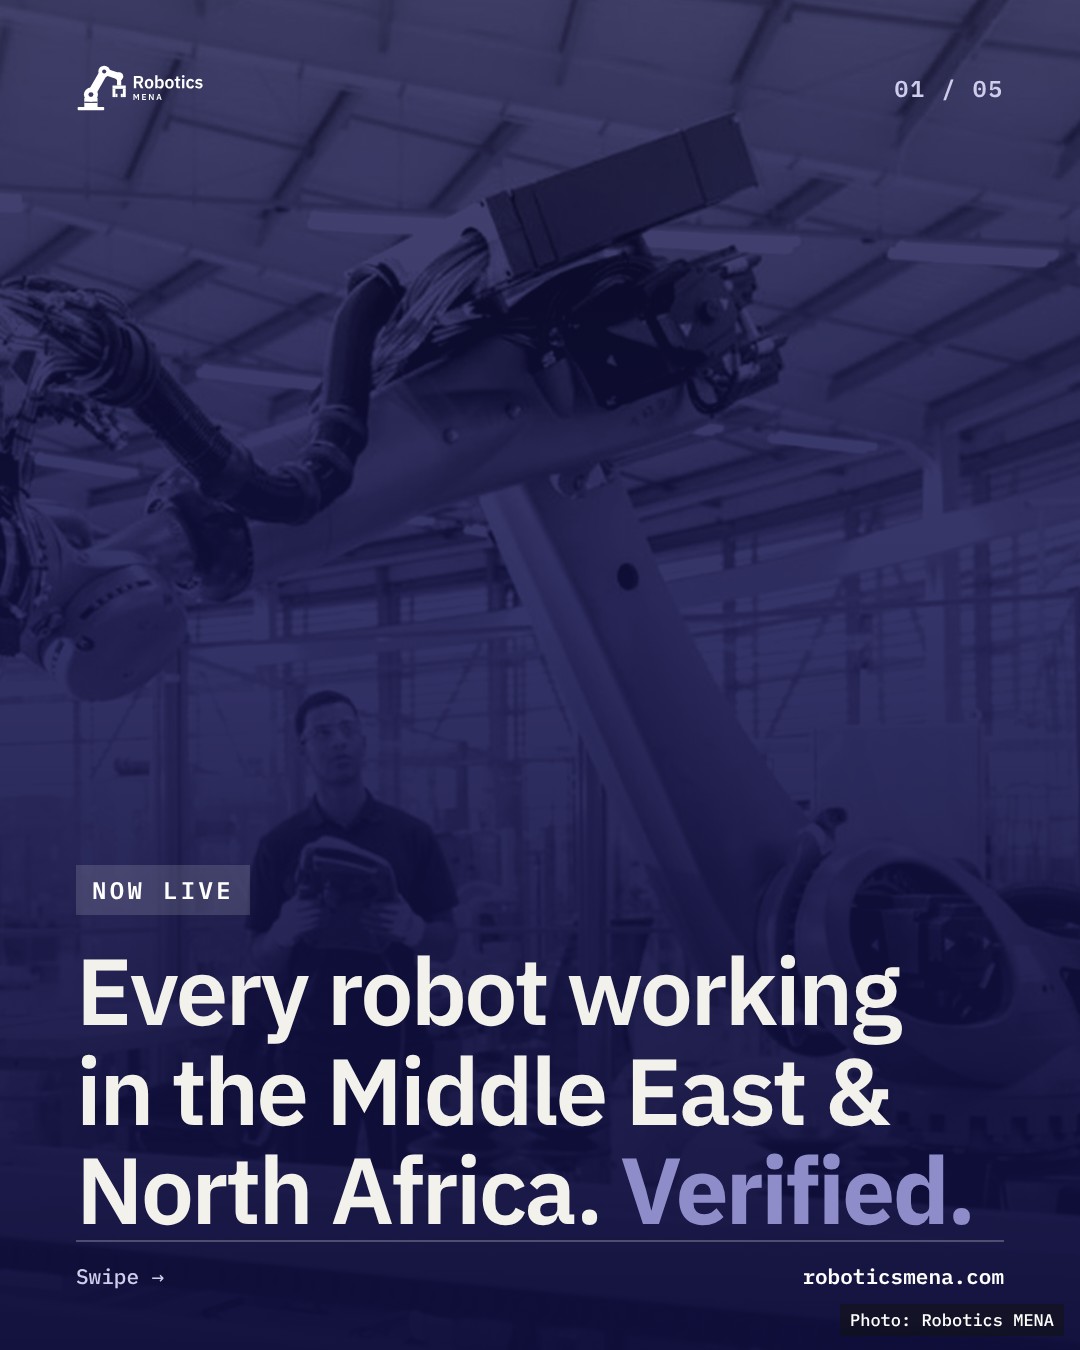 Robotics
MENA
01 / 05
NOW LIVE
Every robot working
in the Middle East &
North Africa. Verified.
Swipe →
roboticsmena.com
Photo: Robotics MENA